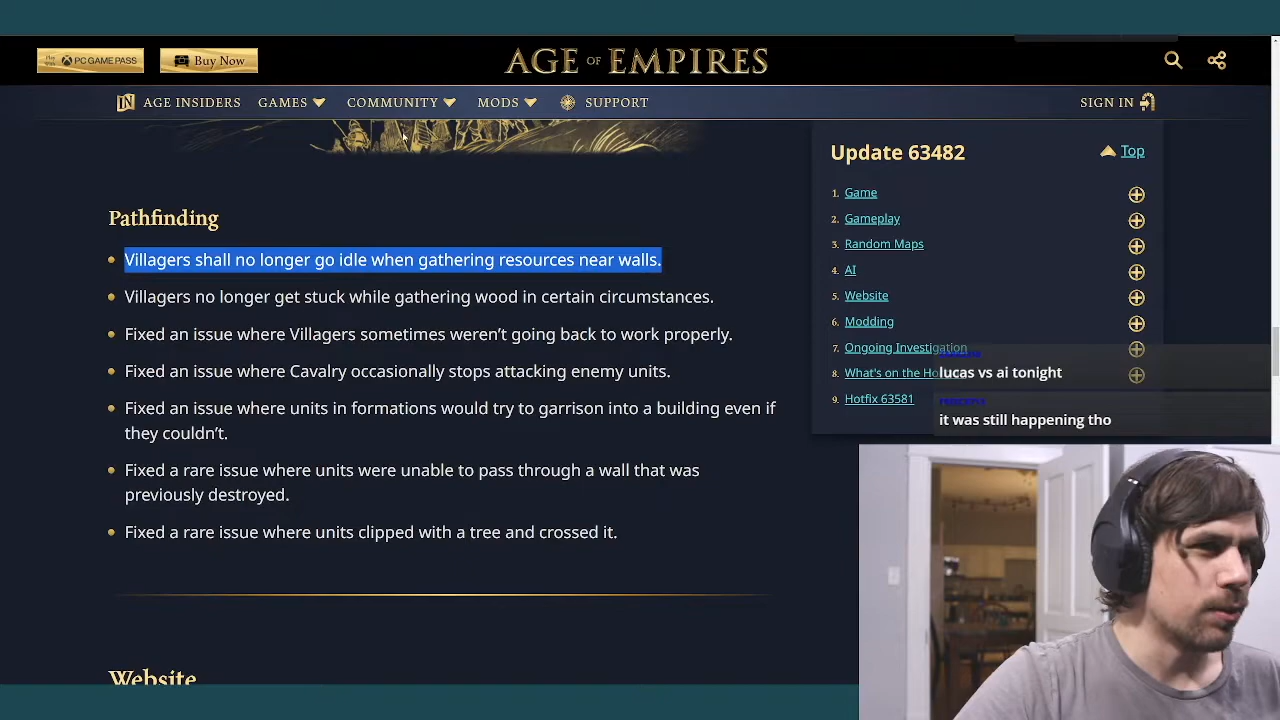 PC GAME PASS
Buy Now
AGE OF EMPIRES
AGE INSIDERS
GAMES
COMMUNITY
MODS
SUPPORT
SIGN IN
Pathfinding
Villagers shall no longer go idle when gathering resources near walls.
Villagers no longer get stuck while gathering wood in certain circumstances.
Fixed an issue where Villagers sometimes weren’t going back to work properly.
Fixed an issue where Cavalry occasionally stops attacking enemy units.
Fixed an issue where units in formations would try to garrison into a building even if
they couldn’t.
Fixed a rare issue where units were unable to pass through a wall that was
previously destroyed.
Fixed a rare issue where units clipped with a tree and crossed it.
Website
Update 63482
Top
1. Game
2. Gameplay
3. Random Maps
4. AI
5. Website
6. Modding
7. Ongoing Investigation
8. What's on the Ho
9. Hotfix 63581
lucas vs ai tonight
it was still happening tho